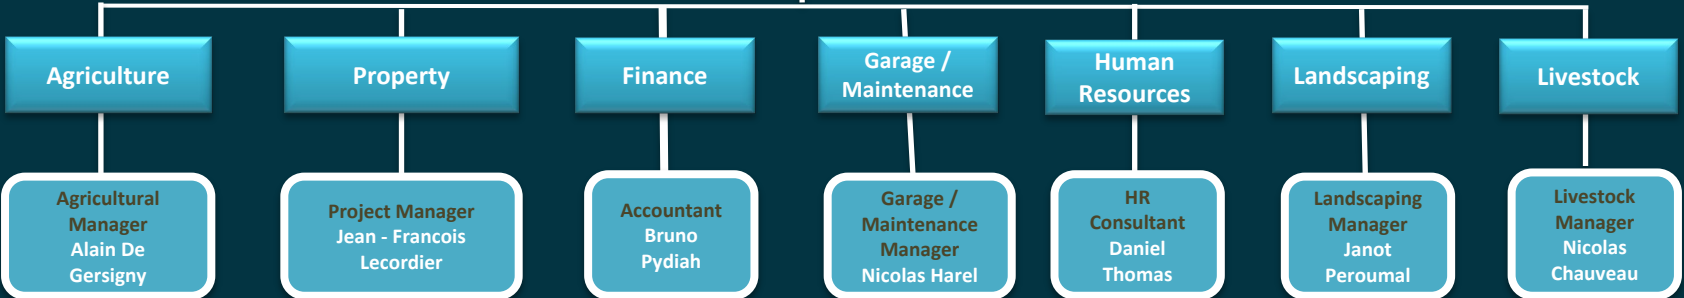 Agriculture
Property
Finance
Garage /
Maintenance
Human
Resources
Landscaping
Livestock
Agricultural
Manager
Alain De
Gersigny
Project Manager
Jean - Francois
Lecordier
Accountant
Bruno
Pydiah
Garage /
Maintenance
Manager
Nicolas Harel
HR
Consultant
Daniel
Thomas
Landscaping
Manager
Janot
Peroumal
Livestock
Manager
Nicolas
Chauveau